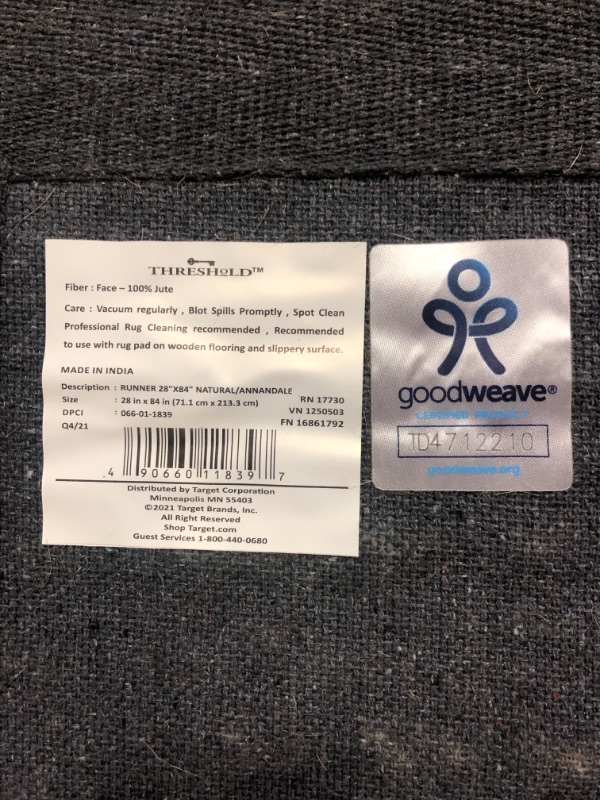 THRESHOLD™
Fiber : Face – 100% Jute
Care : Vacuum regularly , Blot Spills Promptly , Spot Clean
Professional Rug Cleaning recommended , Recommended
to use with rug pad on wooden flooring and slippery surface.
MADE IN INDIA
Description : RUNNER 28"X84" NATURAL/ANNANDALE
Size : 28 in x 84 in (71.1 cm x 213.3 cm)
DPCI : 066-01-1839
Q4/21
RN 17730
VN 1250503
FN 16861792
4 90660 11839 7
Distributed by Target Corporation
Minneapolis MN 55403
©2021 Target Brands, Inc.
All Right Reserved
Shop Target.com
Guest Services 1-800-440-0680
goodweave®
CERTIFIED PRODUCT
TD4712210
goodweave.org